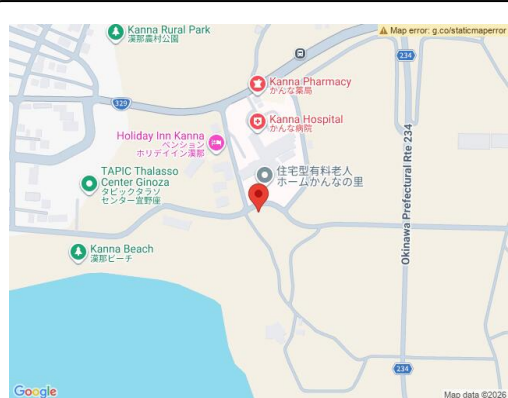 Kanna Rural Park
漢那農村公園
Map error: g.co/staticmaperror
234
Kanna Pharmacy
かんな薬局
329
Kanna Hospital
かんな病院
Holiday Inn Kanna
ペンション
ホリデイイン漢那
TAPIC Thalasso
Center Ginoza
タピックタラソ
センター宜野座
住宅型有料老人
ホームかんなの里
Okinawa Prefectural Rte 234
Kanna Beach
漢那ビーチ
234
Google
Map data ©2026